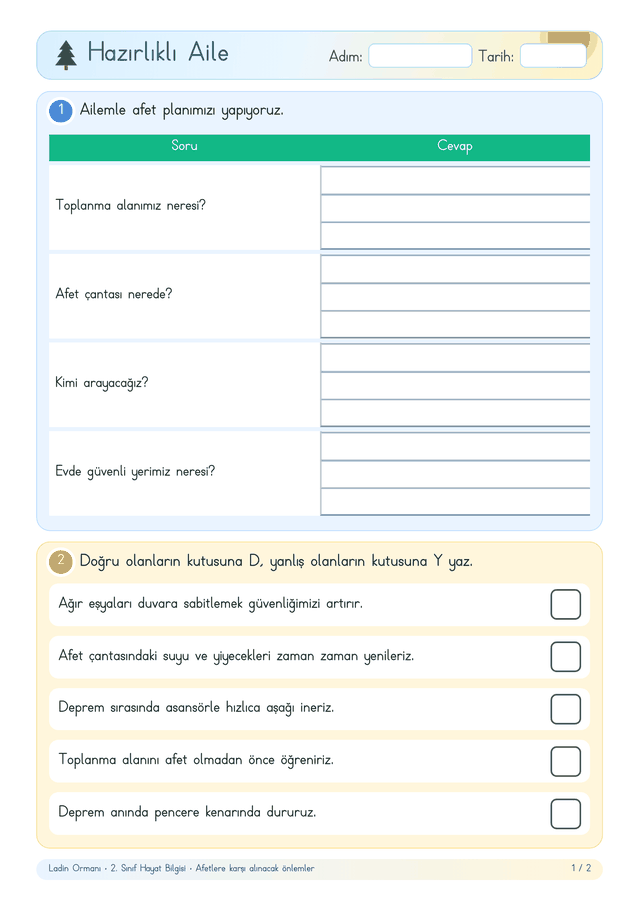 Hazırlıklı Aile
Adım:
Tarih:
1 Ailemle afet planımızı yapıyoruz.
Soru Cevap
Toplanma alanımız neresi?
Afet çantası nerede?
Kimi arayacağız?
Evde güvenli yerimiz neresi?
2 Doğru olanların kutusuna D, yanlış olanların kutusuna Y yaz.
Ağır eşyaları duvara sabitlemek güvenliğimizi artırır.
Afet çantasındaki suyu ve yiyecekleri zaman zaman yenileriz.
Deprem sırasında asansörle hızlıca aşağı ineriz.
Toplanma alanını afet olmadan önce öğreniriz.
Deprem anında pencere kenarında dururuz.
Ladin Ormanı • 2. Sınıf Hayat Bilgisi • Afetlere karşı alınacak önlemler 1 / 2